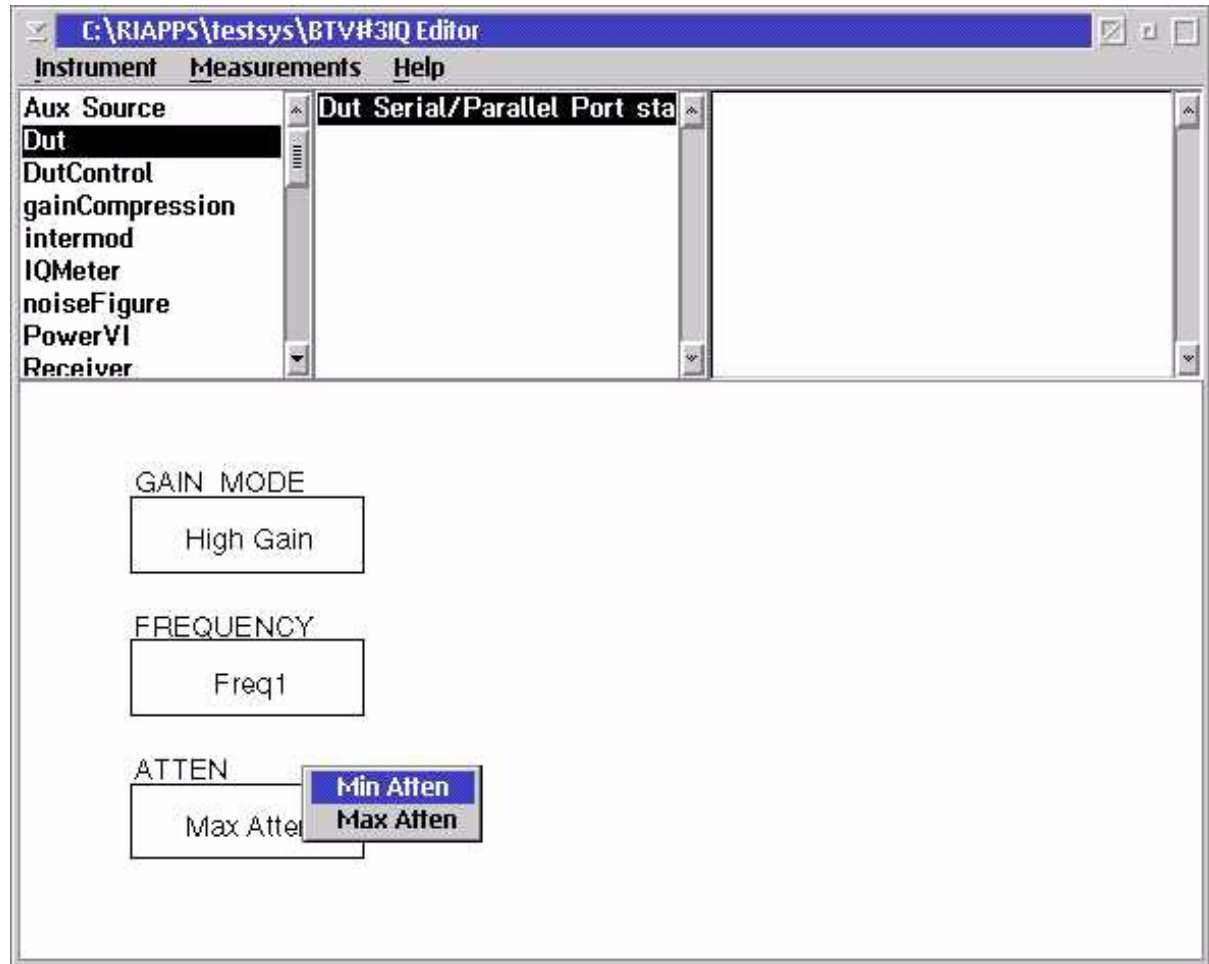 C:\RIAPPS\testsys\BTV#3IQ Editor
Instrument Measurements Help
Aux Source
Dut
DutControl
gainCompression
intermod
IQMeter
noiseFigure
PowerVI
Receiver
Dut Serial/Parallel Port sta
GAIN MODE
High Gain
FREQUENCY
Freq1
ATTEN
Max Atte
Min Atten
Max Atten